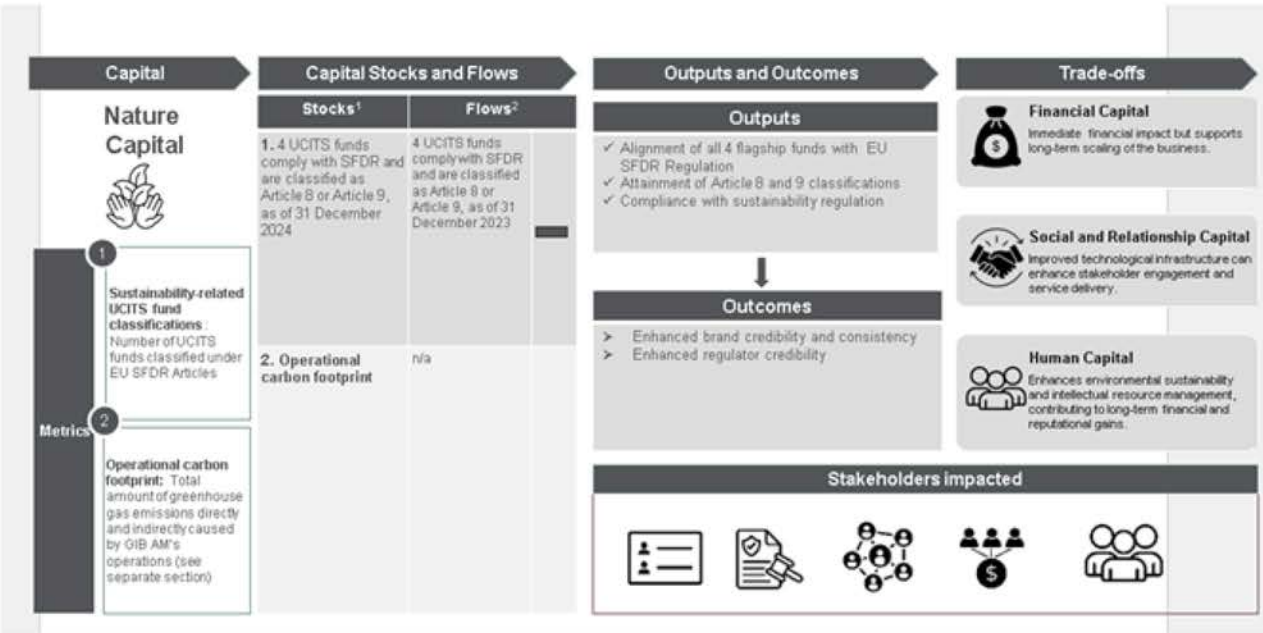 Capital
Nature
Capital
1
Sustainability-related
UCITS fund
classifications :
Number of UCITS
funds classified under
EU SFDR Articles
Metrics
2
Operational carbon
footprint: Total
amount of greenhouse
gas emissions directly
and indirectly caused
by GIB AM's
operations (see
separate section)
Capital Stocks and Flows
Stocks1
Flows2
1. 4 UCITS funds
comply with SFDR and
are classified as
Article 8 or Article 9,
as of 31 December
2024
4 UCITS funds
comply with SFDR
and are classified
as Article 8 or
Article 9, as of 31
December 2023
2. Operational
carbon footprint
n/a
Outputs and Outcomes
Outputs
✓ Alignment of all 4 flagship funds with EU
SFDR Regulation
✓ Attainment of Article 8 and 9 classifications
✓ Compliance with sustainability regulation
Outcomes
➤ Enhanced brand credibility and consistency
➤ Enhanced regulator credibility
Trade-offs
$
Financial Capital
Immediate financial impact but supports
long-term scaling of the business.
Social and Relationship Capital
Improved technological infrastructure can
enhance stakeholder engagement and
service delivery.
Human Capital
Enhances environmental sustainability
and intellectual resource management,
contributing to long-term financial and
reputational gains.
Stakeholders impacted
$